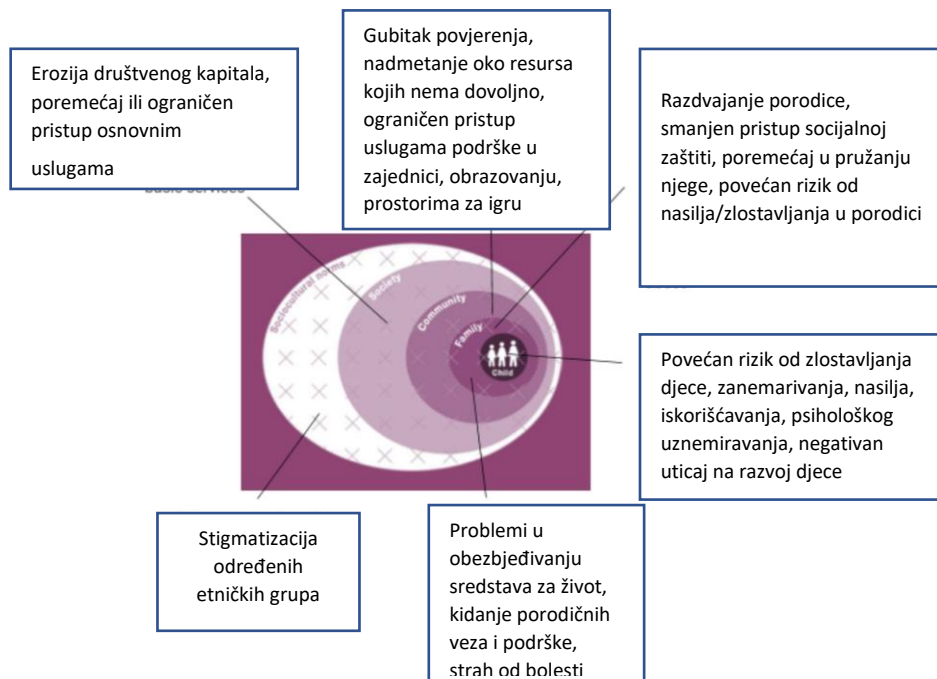 Erozija društvenog kapitala,
poremećaj ili ograničen
pristup osnovnim
uslugama
Gubitak povjerenja,
nadmetanje oko resursa
kojih nema dovoljno,
ograničen pristup
uslugama podrške u
zajednici, obrazovanju,
prostorima za igru
Razdvajanje porodice,
smanjen pristup socijalnoj
zaštiti, poremećaj u pružanju
njege, povećan rizik od
nasilja/zlostavljanja u porodici
Sociocultural norms
Society
Community
Family
Child
Povećan rizik od zlostavljanja
djece, zanemarivanja, nasilja,
iskorišćavanja, psihološkog
uznemiravanja, negativan
uticaj na razvoj djece
Stigmatizacija
određenih
etničkih grupa
Problemi u
obezbjeđivanju
sredstava za život,
kidanje porodičnih
veza i podrške,
strah od bolesti